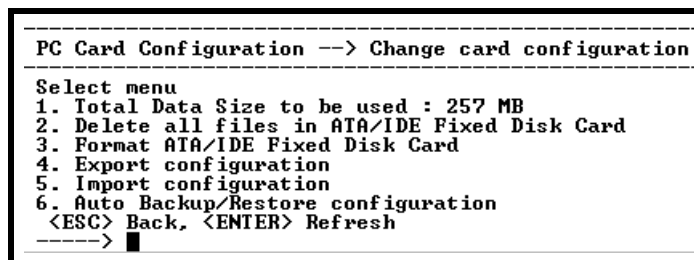 --------------------------------------------------------------
PC Card Configuration --> Change card configuration
--------------------------------------------------------------
Select menu
1. Total Data Size to be used : 257 MB
2. Delete all files in ATA/IDE Fixed Disk Card
3. Format ATA/IDE Fixed Disk Card
4. Export configuration
5. Import configuration
6. Auto Backup/Restore configuration
<ESC> Back, <ENTER> Refresh
----->